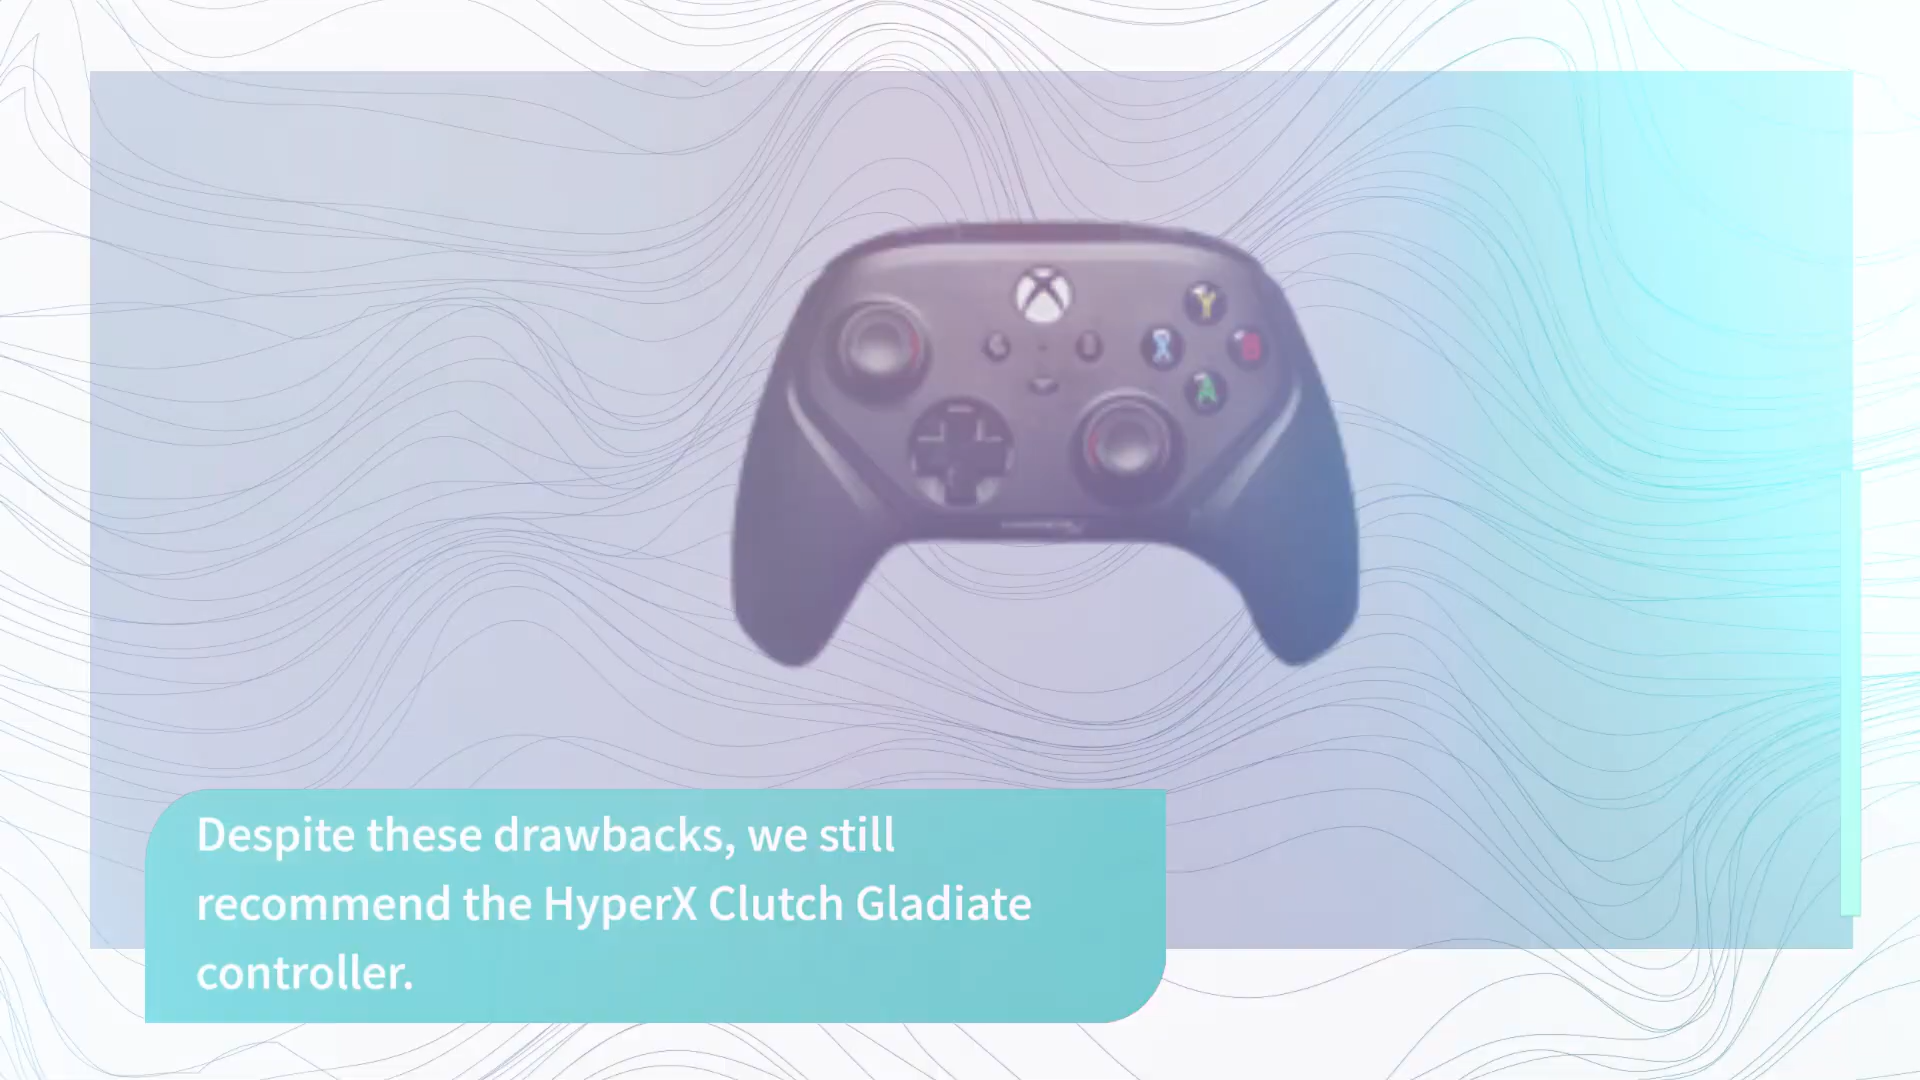 Y
X
B
A
Despite these drawbacks, we still
recommend the HyperX Clutch Gladiate
controller.